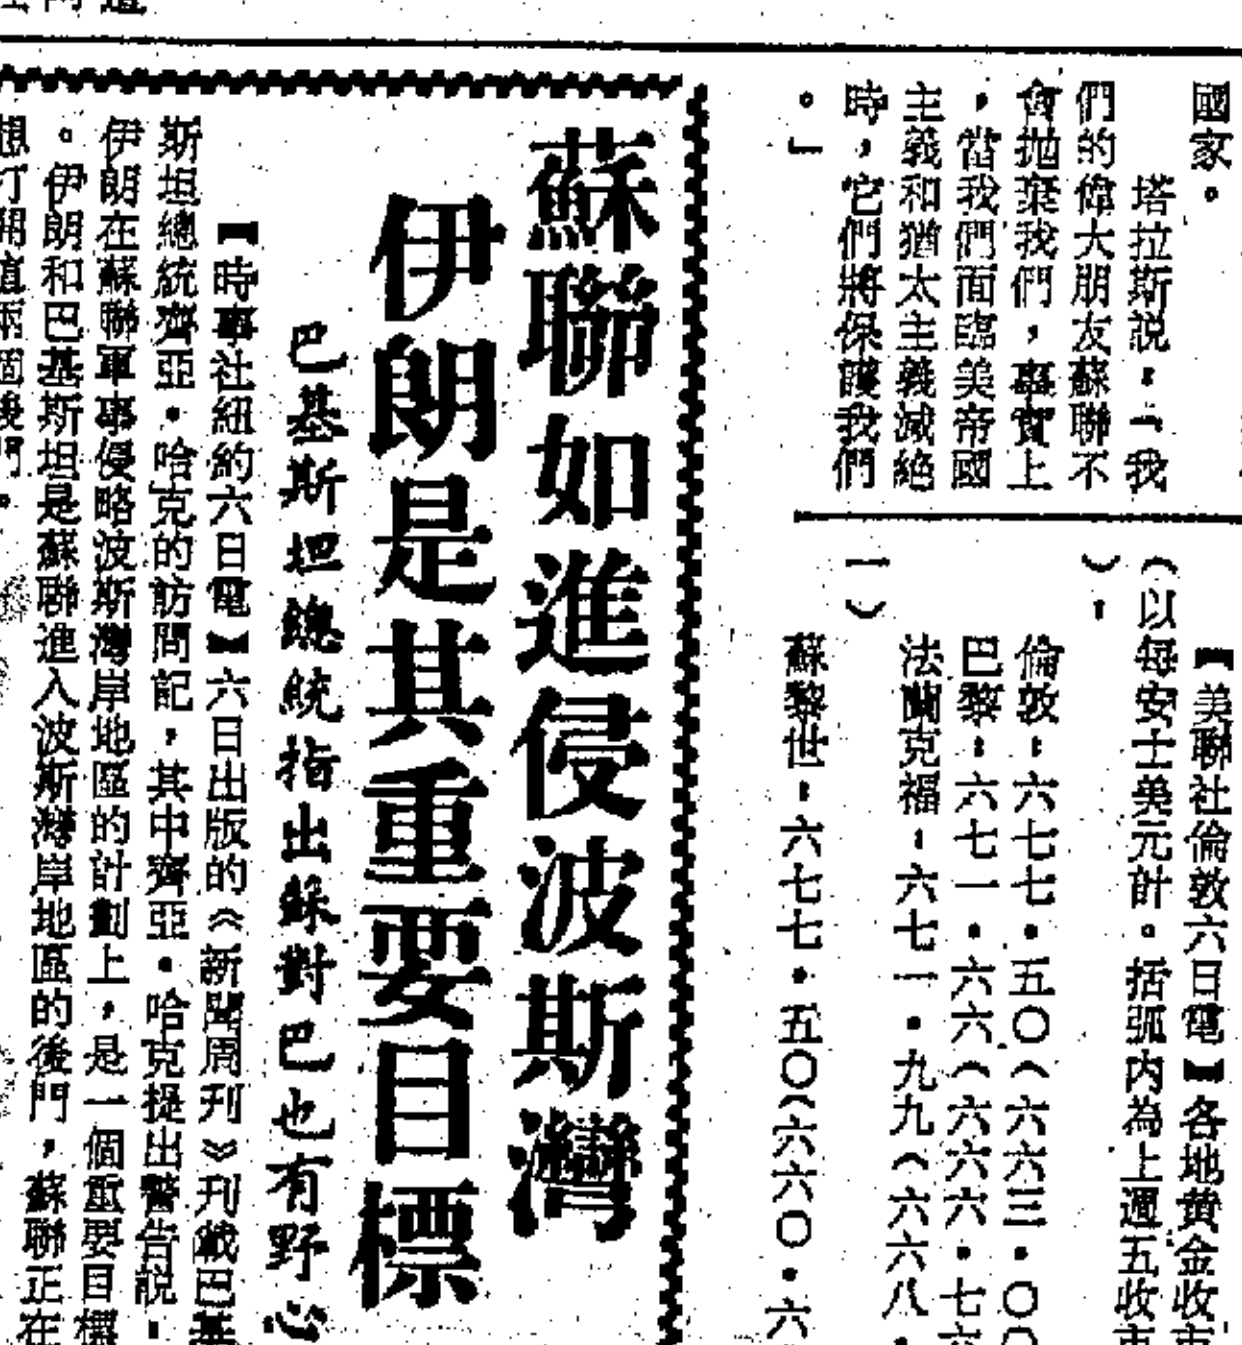 國家。
塔拉斯説：「我
們的偉大朋友蘇聯不
會拋棄我們，事實上
，當我們面臨美帝國
主義和猶太主義滅絕
時，它們將保護我們
。」
【美聯社倫敦六日電】各地黃金收市
（以每安士美元計。括弧内為上週五收市
）：
倫敦：六七七・五〇（六六三・〇〇
巴黎：六七一・六六（六六六・七六
法蘭克福：六七一・九九（六六八・
一）
蘇黎世：六七七・五〇（六六〇・六
蘇聯如進侵波斯灣
伊朗是其重要目標
巴基斯坦總統指出蘇對巴也有野心
【時事社紐約六日電】六日出版的《新聞周刊》刊載巴基
斯坦總統齊亞・哈克的訪問記，其中齊亞・哈克提出警告説：
伊朗在蘇聯軍事侵略波斯灣岸地區的計劃上，是一個重要目標
。伊朗和巴基斯坦是蘇聯進入波斯灣岸地區的後門，蘇聯正在
想打開這兩個後門。